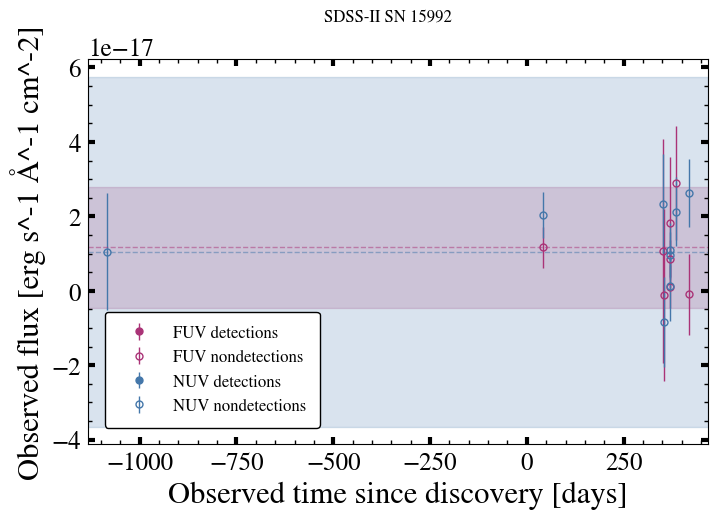 SDSS-II SN 15992
1e−17
6
4
2
0
−2
−4
Observed flux [erg s^-1 Å^-1 cm^-2]
FUV detections
FUV nondetections
NUV detections
NUV nondetections
−1000 −750 −500 −250 0 250
Observed time since discovery [days]